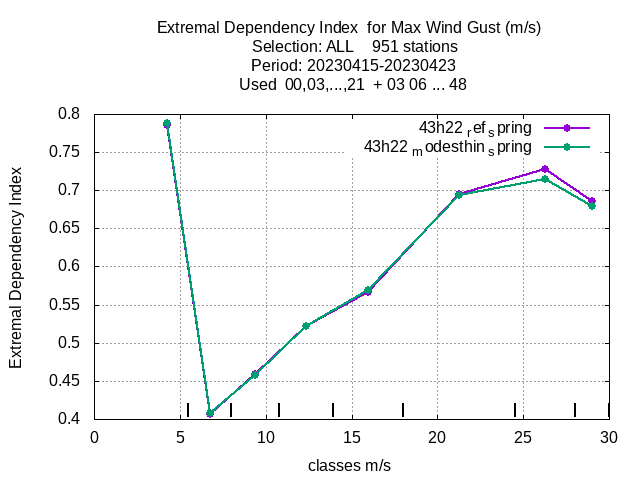 Extremal Dependency Index  for Max Wind Gust (m/s)
Selection: ALL    951 stations
Period: 20230415-20230423
Used  00,03,...,21  + 03 06 ... 48
43h22 ref spring
43h22 modesthin spring
Extremal Dependency Index
0.8
0.75
0.7
0.65
0.6
0.55
0.5
0.45
0.4
0 5 10 15 20 25 30
classes m/s